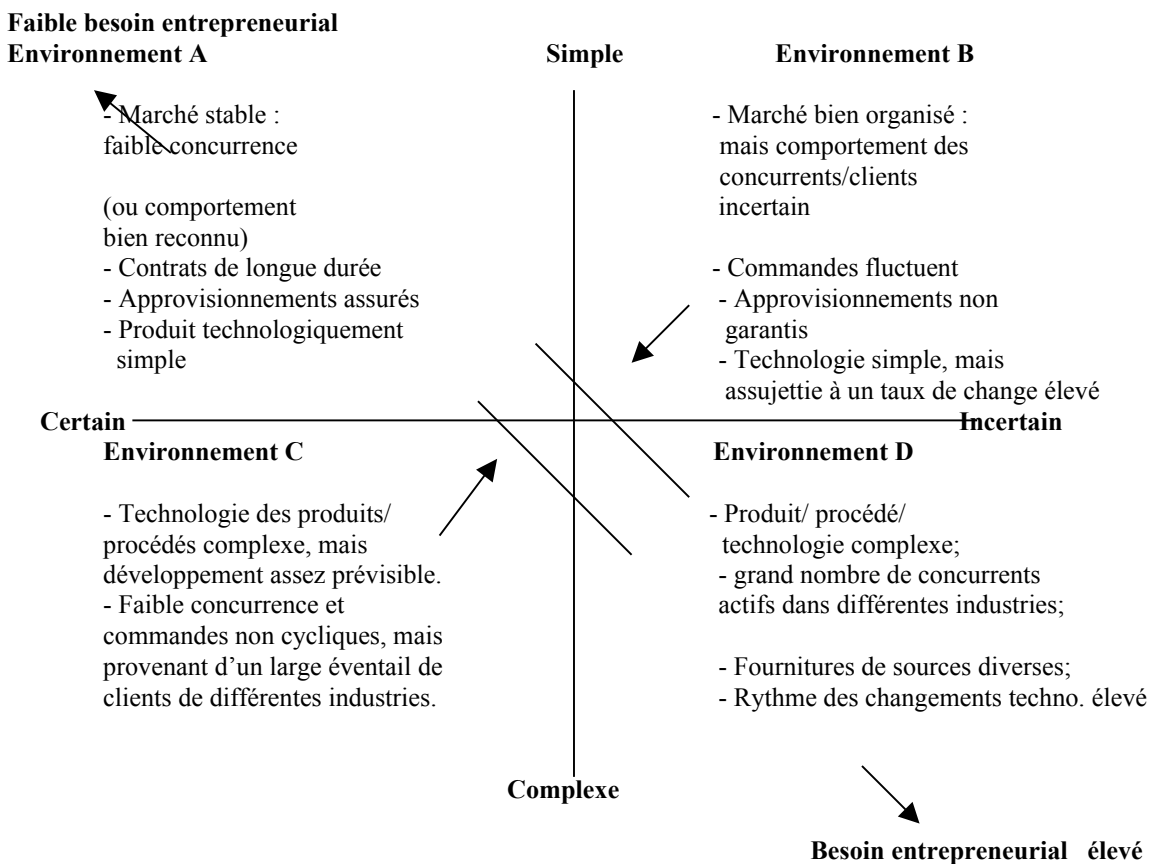 Faible besoin entrepreneurial
Environnement A
Simple
Environnement B
- Marché stable :
faible concurrence
(ou comportement
bien reconnu)
- Contrats de longue durée
- Approvisionnements assurés
- Produit technologiquement
simple
- Marché bien organisé :
mais comportement des
concurrents/clients
incertain
- Commandes fluctuent
- Approvisionnements non
garantis
- Technologie simple, mais
assujettie à un taux de change élevé
Certain
Incertain
Environnement C
- Technologie des produits/
procédés complexe, mais
développement assez prévisible.
- Faible concurrence et
commandes non cycliques, mais
provenant d’un large éventail de
clients de différentes industries.
Environnement D
- Produit/ procédé/
technologie complexe;
- grand nombre de concurrents
actifs dans différentes industries;
- Fournitures de sources diverses;
- Rythme des changements techno. élevé
Complexe
Besoin entrepreneurial élevé